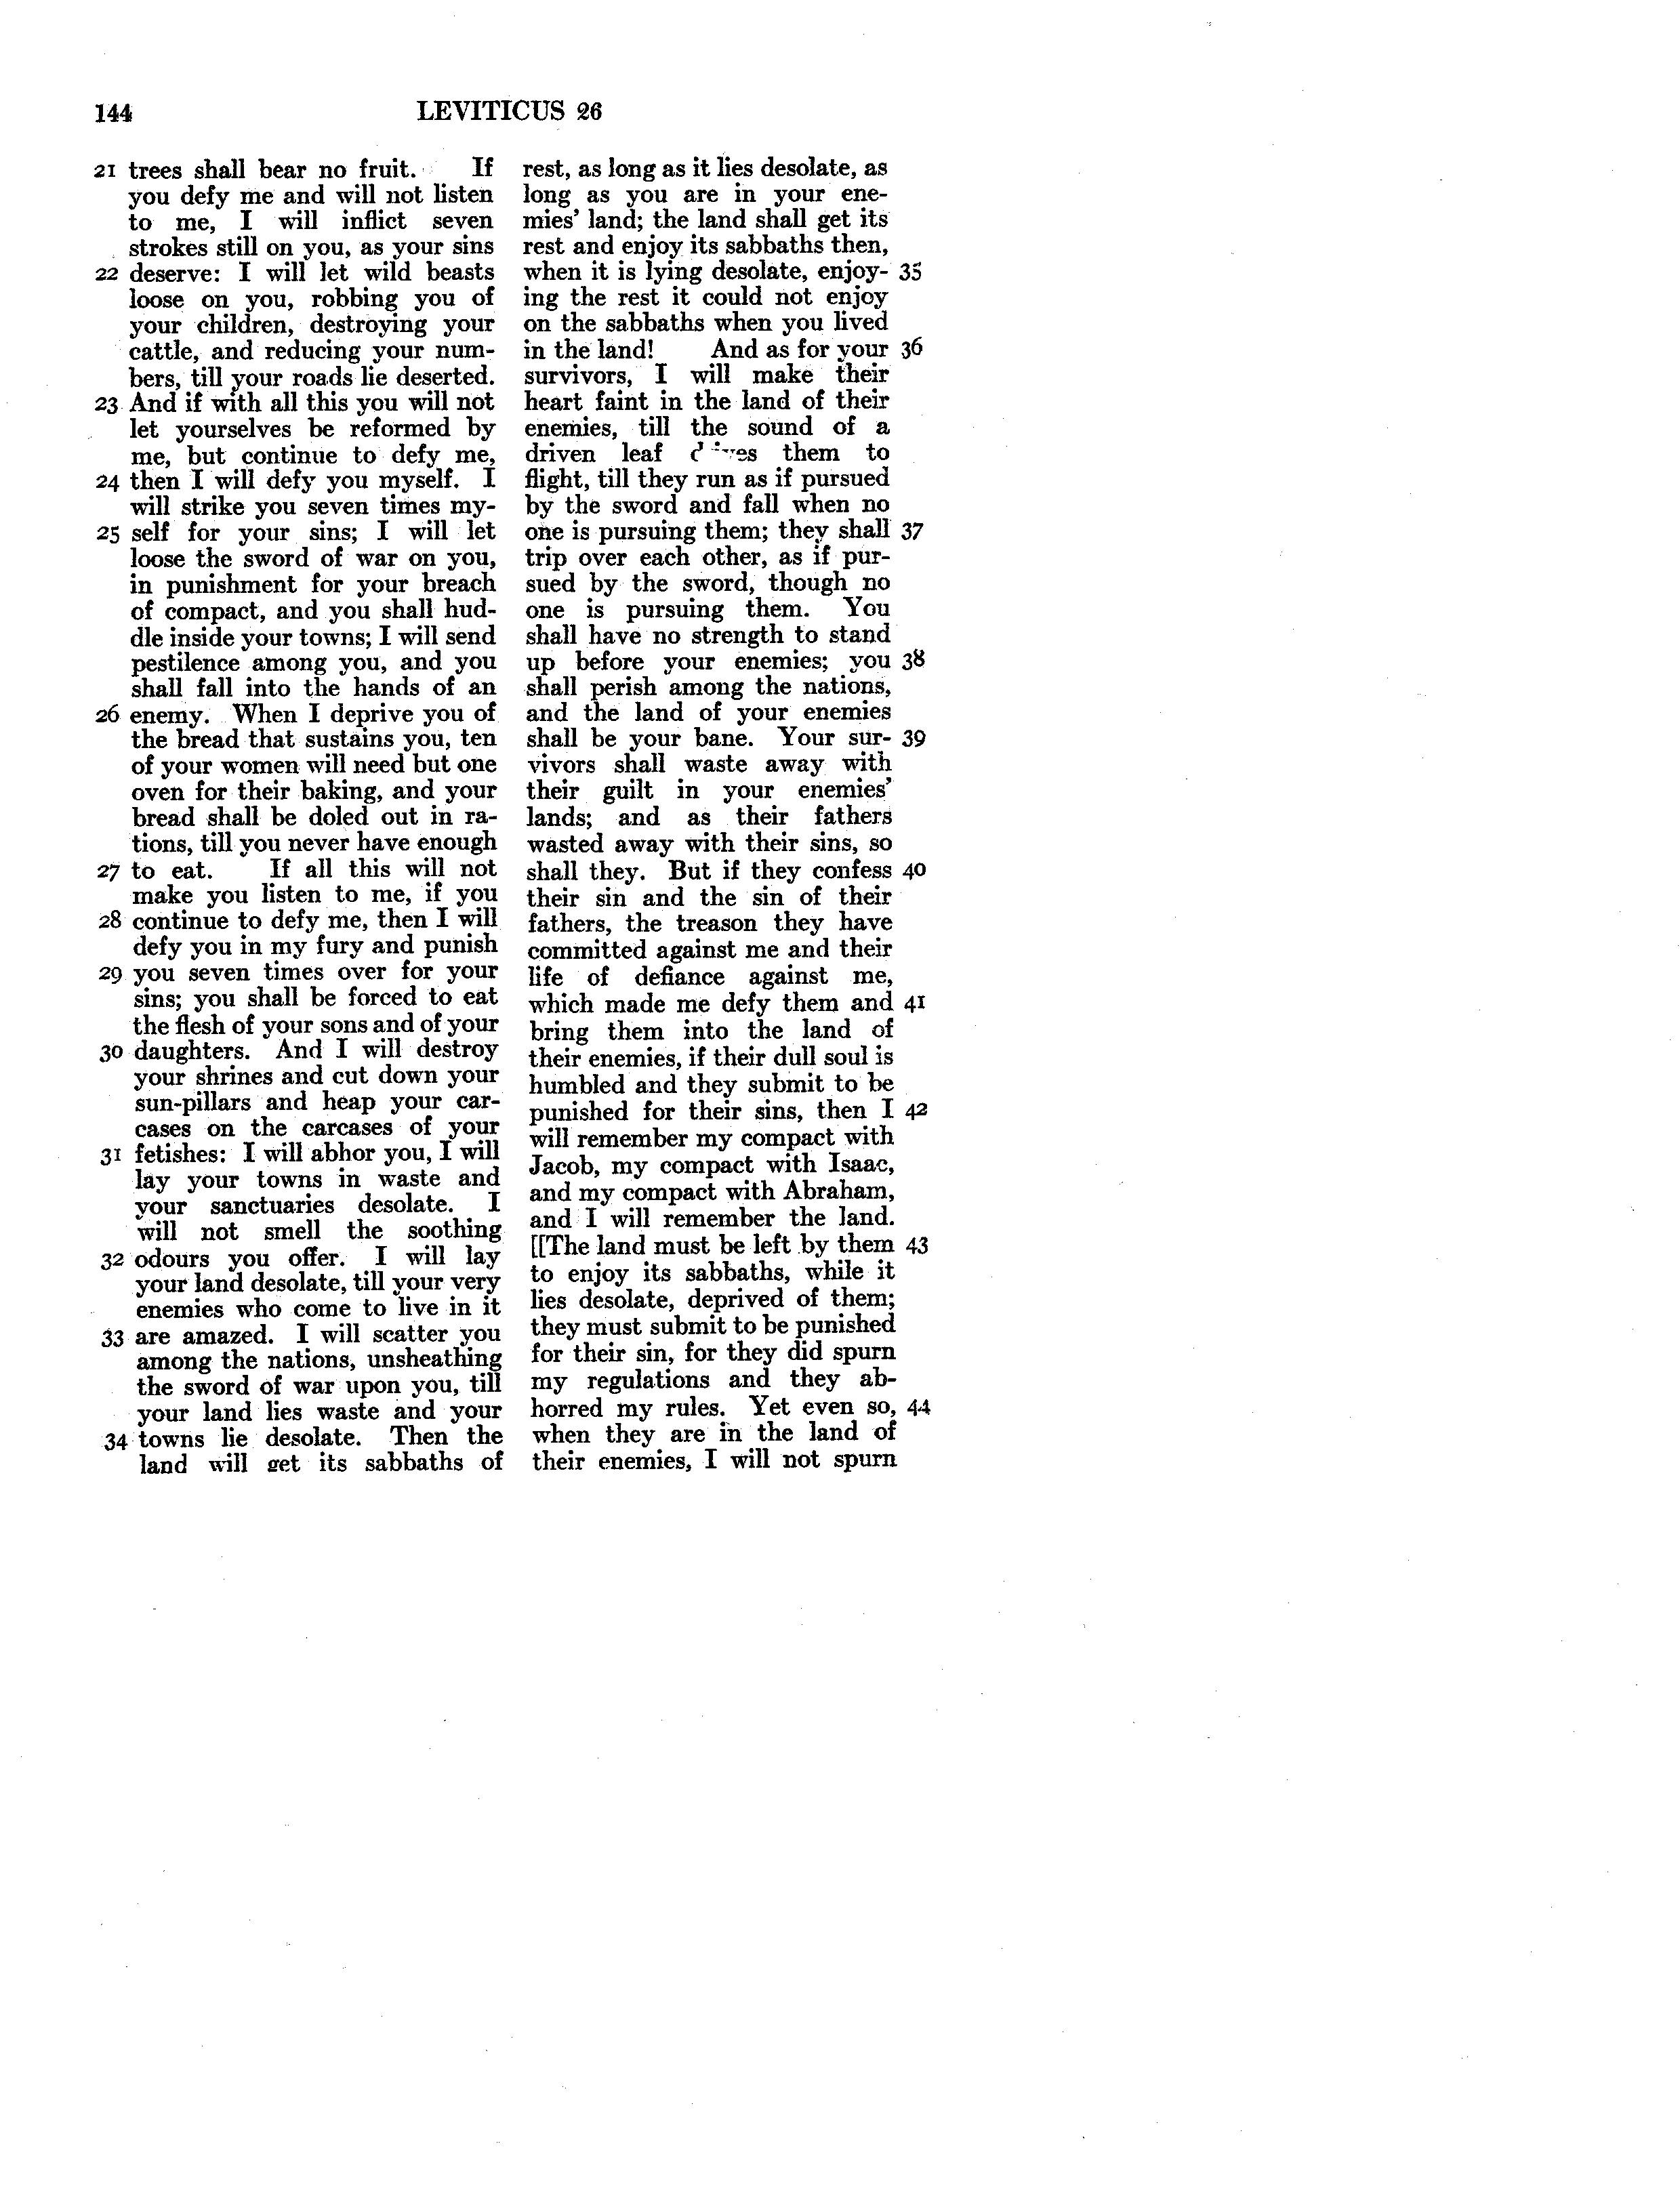 144 LEVITICUS 26
21 trees shall bear no fruit. If
you defy me and will not listen
to me, I will inflict seven
strokes still on you, as your sins
22 deserve: I will let wild beasts
loose on you, robbing you of
your children, destroying your
cattle, and reducing your num-
bers, till your roads lie deserted.
23 And if with all this you will not
let yourselves be reformed by
me, but continue to defy me,
24 then I will defy you myself. I
will strike you seven times my-
25 self for your sins; I will let
loose the sword of war on you,
in punishment for your breach
of compact, and you shall hud-
dle inside your towns; I will send
pestilence among you, and you
shall fall into the hands of an
26 enemy. When I deprive you of
the bread that sustains you, ten
of your women will need but one
oven for their baking, and your
bread shall be doled out in ra-
tions, till you never have enough
27 to eat. If all this will not
make you listen to me, if you
28 continue to defy me, then I will
defy you in my fury and punish
29 you seven times over for your
sins; you shall be forced to eat
the flesh of your sons and of your
30 daughters. And I will destroy
your shrines and cut down your
sun-pillars and heap your car-
cases on the carcases of your
31 fetishes: I will abhor you, I will
lay your towns in waste and
your sanctuaries desolate. I
will not smell the soothing
32 odours you offer. I will lay
your land desolate, till your very
enemies who come to live in it
33 are amazed. I will scatter you
among the nations, unsheathing
the sword of war upon you, till
your land lies waste and your
34 towns lie desolate. Then the
land will get its sabbaths of
rest, as long as it lies desolate, as
long as you are in your ene-
mies' land; the land shall get its
rest and enjoy its sabbaths then,
when it is lying desolate, enjoy- 35
ing the rest it could not enjoy
on the sabbaths when you lived
in the land! And as for your 36
survivors, I will make their
heart faint in the land of their
enemies, till the sound of a
driven leaf them to
flight, till they run as if pursued
by the sword and fall when no
one is pursuing them; they shall 37
trip over each other, as if pur-
sued by the sword, though no
one is pursuing them. You
shall have no strength to stand
up before your enemies; you 38
shall perish among the nations,
and the land of your enemies
shall be your bane. Your sur- 39
vivors shall waste away with
their guilt in your enemies'
lands; and as their fathers
wasted away with their sins, so
shall they. But if they confess 40
their sin and the sin of their
fathers, the treason they have
committed against me and their
life of defiance against me,
which made me defy them and 41
bring them into the land of
their enemies, if their dull soul is
humbled and they submit to be
punished for their sins, then I 42
will remember my compact with
Jacob, my compact with Isaac,
and my compact with Abraham,
and I will remember the land.
[[The land must be left by them 43
to enjoy its sabbaths, while it
lies desolate, deprived of them;
they must submit to be punished
for their sin, for they did spurn
my regulations and they ab-
horred my rules. Yet even so, 44
when they are in the land of
their enemies, I will not spurn